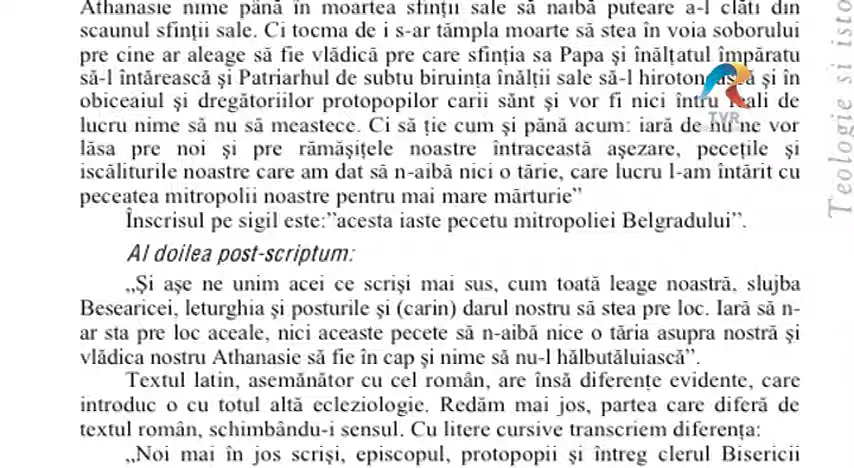 Athanasie nime până în moartea sfinții sale să naibă puteare a-l clăti din
scaunul sfinții sale. Ci tocma de i s-ar tămpla moarte să stea în voia soborului
pre cine ar aleage să fie vlădică pre care sfinția sa Papa și înălțatul împăratu
să-l întărească și Patriarhul de subtu biruința înălții sale să-l și în
obiceaiul și dregătoriilor protopopilor carii sănt și vor fi nici întru de
lucru nime să nu să meastece. Ci să ție cum și până acum: iară de nu ne vor
lăsa pre noi și pre rămășițele noastre întraceastă așezare, pecețile și
iscăliturile noastre care am dat să n-aibă nici o tărie, care lucru l-am întărit cu
peceatea mitropolii noastre pentru mai mare mărturie”
Înscrisul pe sigil este:”acesta iaste pecetu mitropoliei Belgradului”.
Al doilea post-scriptum:
„Și așe ne unim acei ce scriși mai sus, cum toată leage noastră, slujba
Besearicei, leturghia și posturile și (carin) darul nostru să stea pre loc. Iară să n-
ar sta pre loc aceale, nici aceaste pecete să n-aibă nice o tăria asupra nostră și
vlădica nostru Athanasie să fie în cap și nime să nu-l hălbutăluiască”.
Textul latin, asemănător cu cel român, are însă diferențe evidente, care
introduc o cu totul altă ecleziologie. Redăm mai jos, partea care diferă de
textul român, schimbându-i sensul. Cu litere cursive transcriem diferența:
„Noi mai în jos scriși, episcopul, protopopii și întreg clerul Bisericii
Teologie si isto
TVR